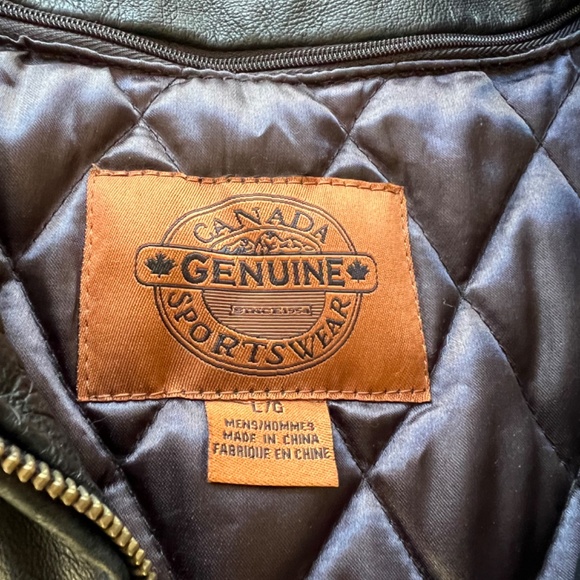 CANADA
GENUINE
SINCE 1954
SPORTSWEAR
L/G
MENS/HOMMES
MADE IN CHINA
FABRIQUE EN CHINE